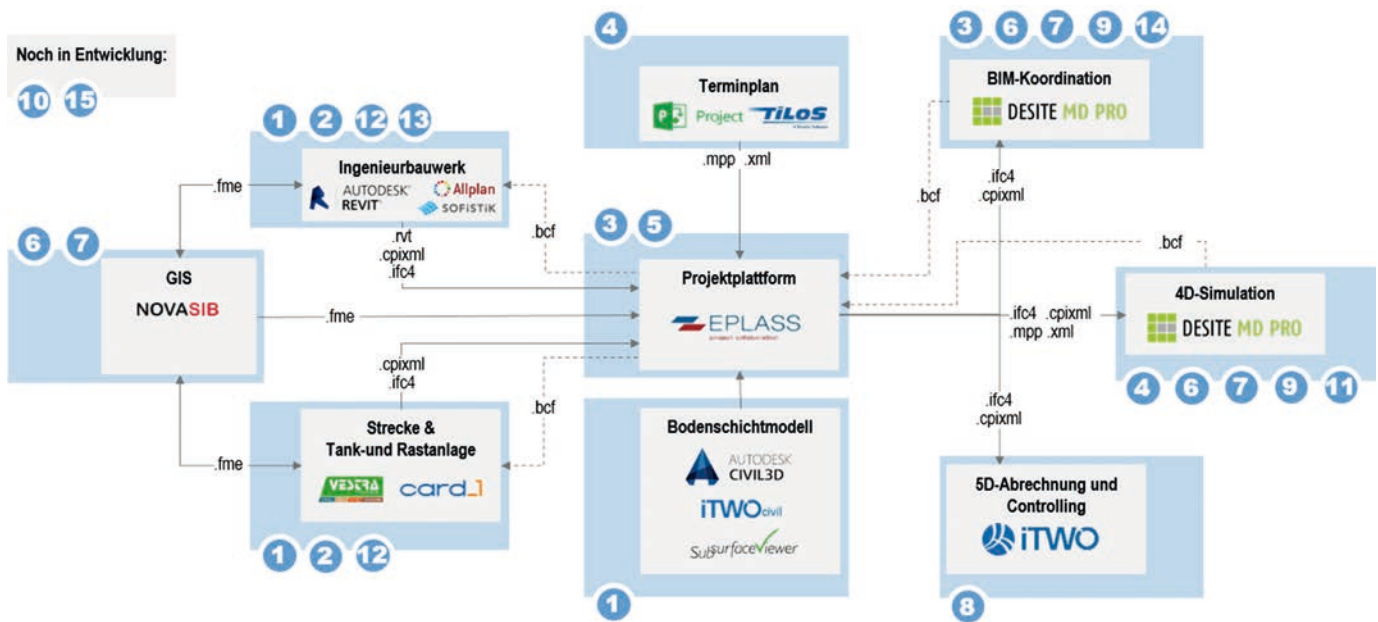 Noch in Entwicklung:
10 15
1 2 12 13
Ingenieurbauwerk
AUTODESK®
REVIT®
Allplan
SOFiSTiK
.fme
.rvt
.cpixml
.ifc4
.bcf
6 7
GIS
NOVASIB
.fme
.cpixml
.ifc4
.bcf
.fme
Strecke &
Tank-und Rastanlage
VESTRA
card_1
1 2 12
4
Terminplan
Project
TiLOS
.mpp .xml
3 5
Projektplattform
EPLASS
project collaboration
Bodenschichtmodell
AUTODESK
CIVIL3D
iTWOcivil
SubsurfaceViewer
1
3 6 7 9 14
BIM-Koordination
DESITE MD PRO
.ifc4
.cpixml
.bcf
.bcf
.ifc4 .cpixml
.mpp .xml
4D-Simulation
DESITE MD PRO
4 6 7 9 11
.ifc4
.cpixml
5D-Abrechnung und
Controlling
iTWO
8